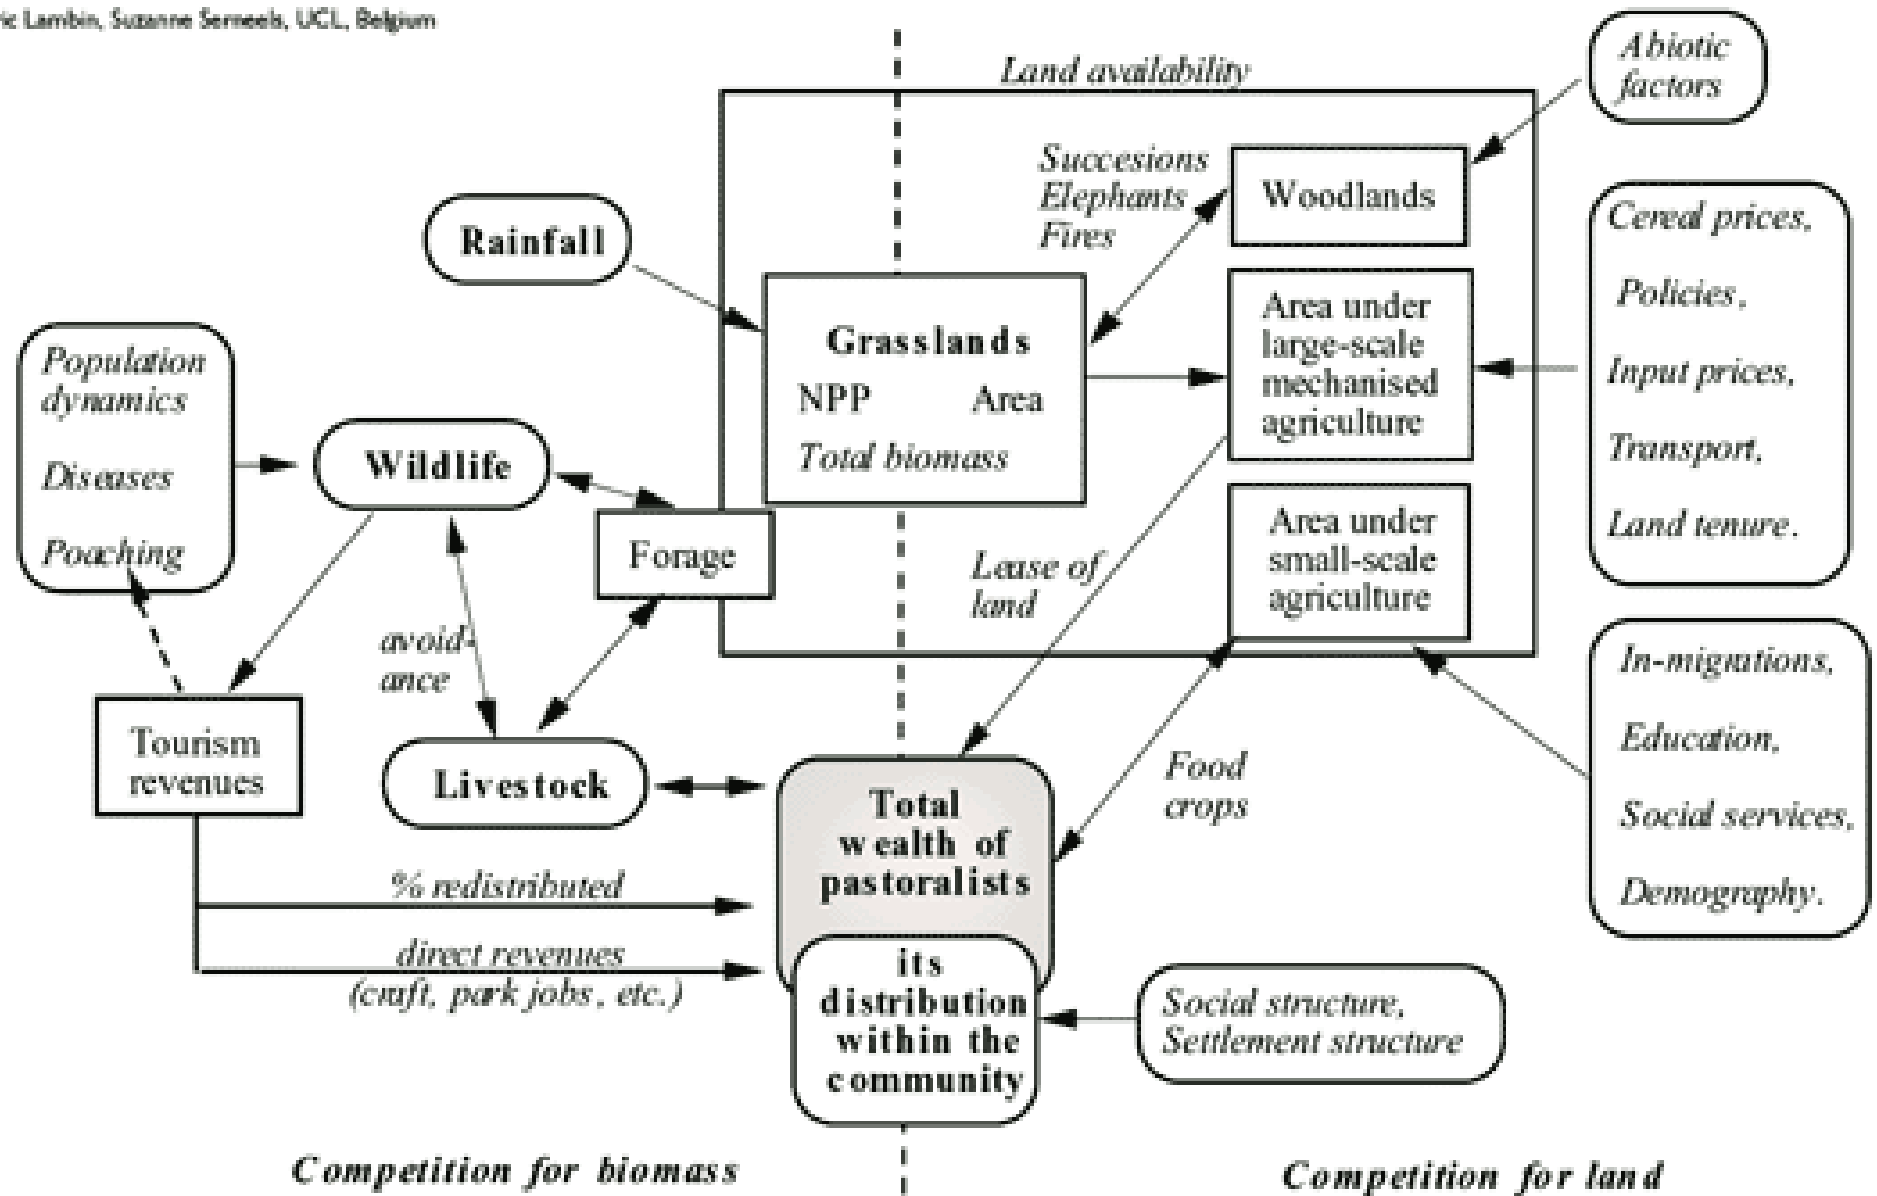 ric Lambin, Suzanne Serneels, UCL, Belgium
Land availability
Abiotic
factors
Succesions
Elephants
Fires
Woodlands
Rainfall
Cereal prices,
Policies,
Input prices,
Transport,
Land tenure.
Area under
large-scale
mechanised
agriculture
Grasslands
NPP Area
Total biomass
Population
dynamics
Diseases
Poaching
Wildlife
Forage
Area under
small-scale
agriculture
Lease of
land
avoid-
ance
In-migrations,
Education,
Social services,
Demography.
Tourism
revenues
Livestock
Total
wealth of
pastoralists
Food
crops
% redistributed
direct revenues
(craft, park jobs, etc.)
its
distribution
within the
community
Social structure,
Settlement structure
Competition for biomass
Competition for land